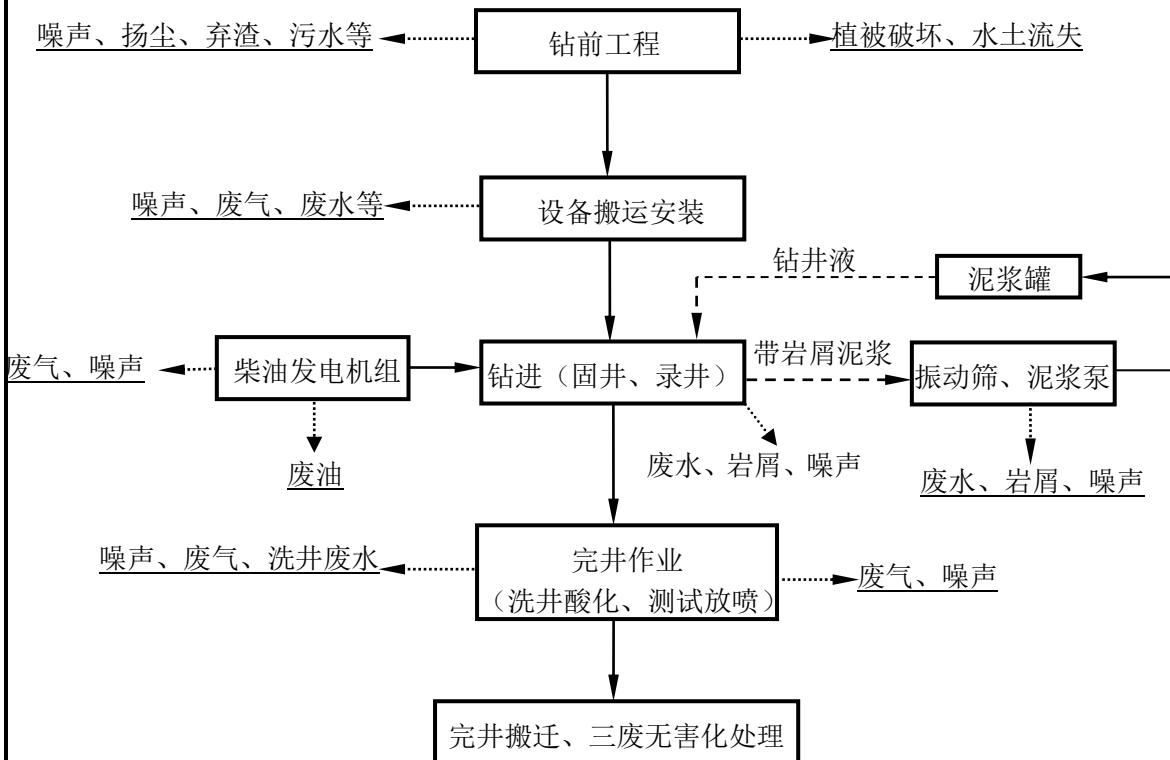 噪声、扬尘、弃渣、污水等
钻前工程
植被破坏、水土流失
噪声、废气、废水等
设备搬运安装
钻井液
泥浆罐
废气、噪声
柴油发电机组
钻进（固井、录井）
带岩屑泥浆
振动筛、泥浆泵
废油
废水、岩屑、噪声
废水、岩屑、噪声
噪声、废气、洗井废水
完井作业
（洗井酸化、测试放喷）
废气、噪声
完井搬迁、三废无害化处理